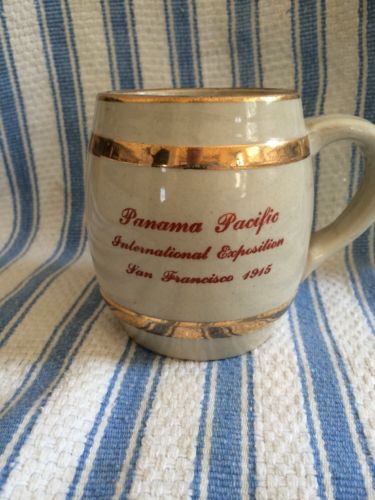 Panama Pacific
International Exposition
San Francisco 1915